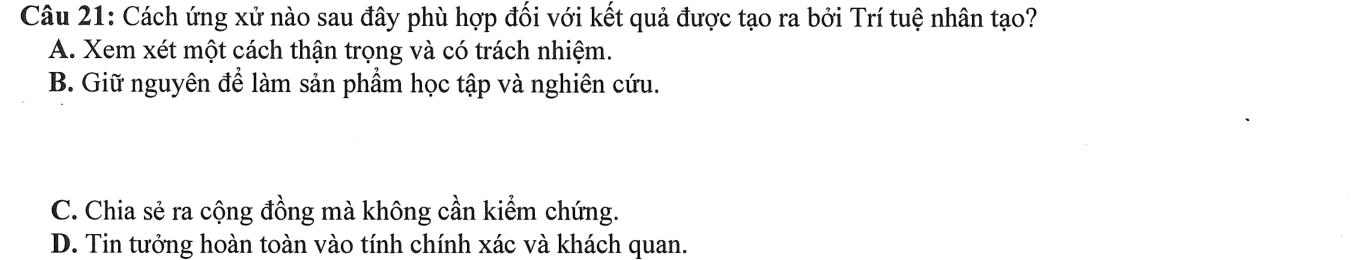 Câu 21: Cách ứng xử nào sau đây phù hợp đối với kết quả được tạo ra bởi Trí tuệ nhân tạo?
A. Xem xét một cách thận trọng và có trách nhiệm.
B. Giữ nguyên để làm sản phẩm học tập và nghiên cứu.
C. Chia sẻ ra cộng đồng mà không cần kiểm chứng.
D. Tin tưởng hoàn toàn vào tính chính xác và khách quan.